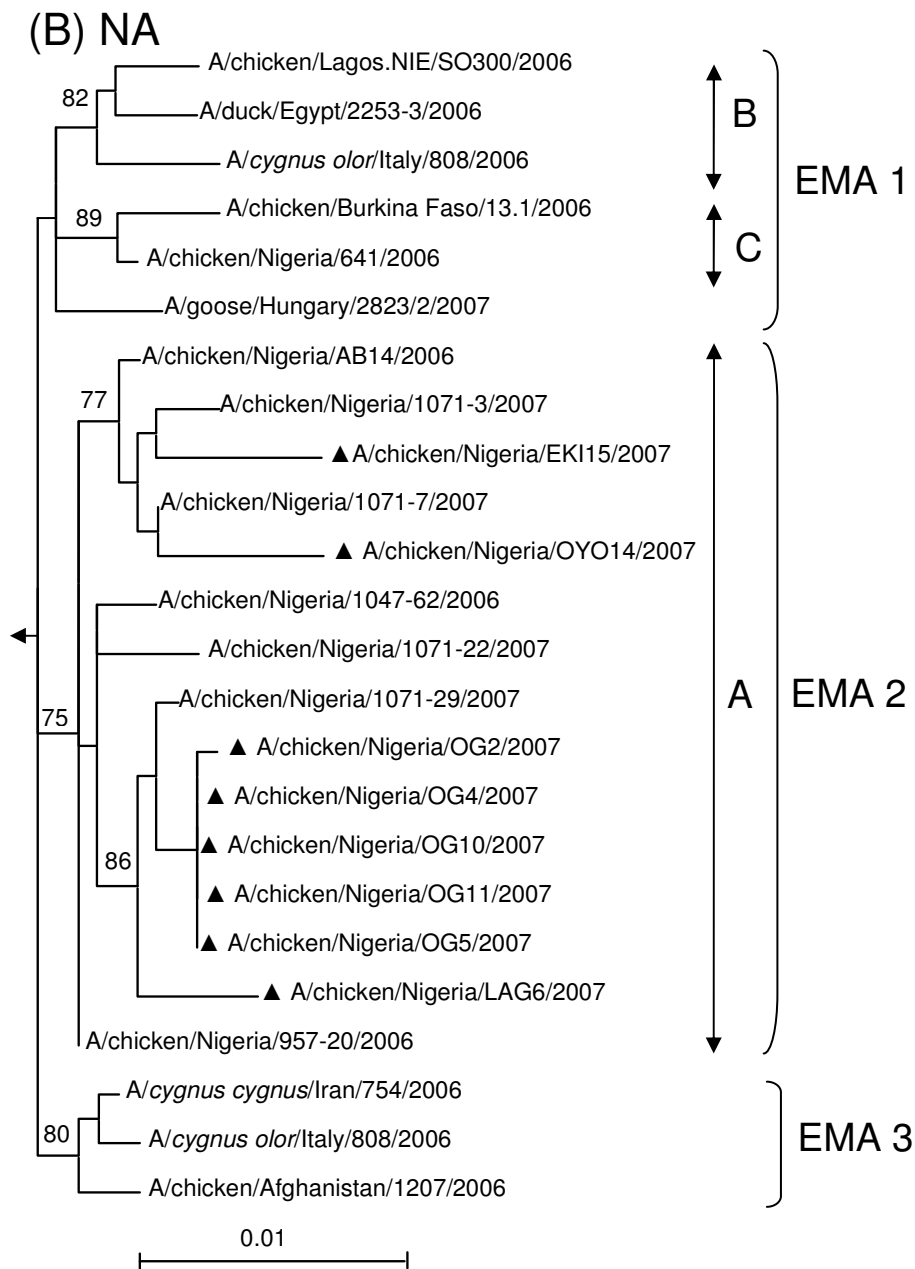 (B) NA
A/chicken/Lagos.NIE/SO300/2006
82
A/duck/Egypt/2253-3/2006
B
A/cygnus olor/Italy/808/2006
EMA 1
A/chicken/Burkina Faso/13.1/2006
89
C
A/chicken/Nigeria/641/2006
A/goose/Hungary/2823/2/2007
A/chicken/Nigeria/AB14/2006
77
A/chicken/Nigeria/1071-3/2007
▲A/chicken/Nigeria/EKI15/2007
A/chicken/Nigeria/1071-7/2007
▲ A/chicken/Nigeria/OYO14/2007
A/chicken/Nigeria/1047-62/2006
A/chicken/Nigeria/1071-22/2007
A/chicken/Nigeria/1071-29/2007
A
EMA 2
75
▲ A/chicken/Nigeria/OG2/2007
▲ A/chicken/Nigeria/OG4/2007
▲ A/chicken/Nigeria/OG10/2007
86
▲ A/chicken/Nigeria/OG11/2007
▲ A/chicken/Nigeria/OG5/2007
▲ A/chicken/Nigeria/LAG6/2007
A/chicken/Nigeria/957-20/2006
A/cygnus cygnus/Iran/754/2006
80
A/cygnus olor/Italy/808/2006
EMA 3
A/chicken/Afghanistan/1207/2006
0.01